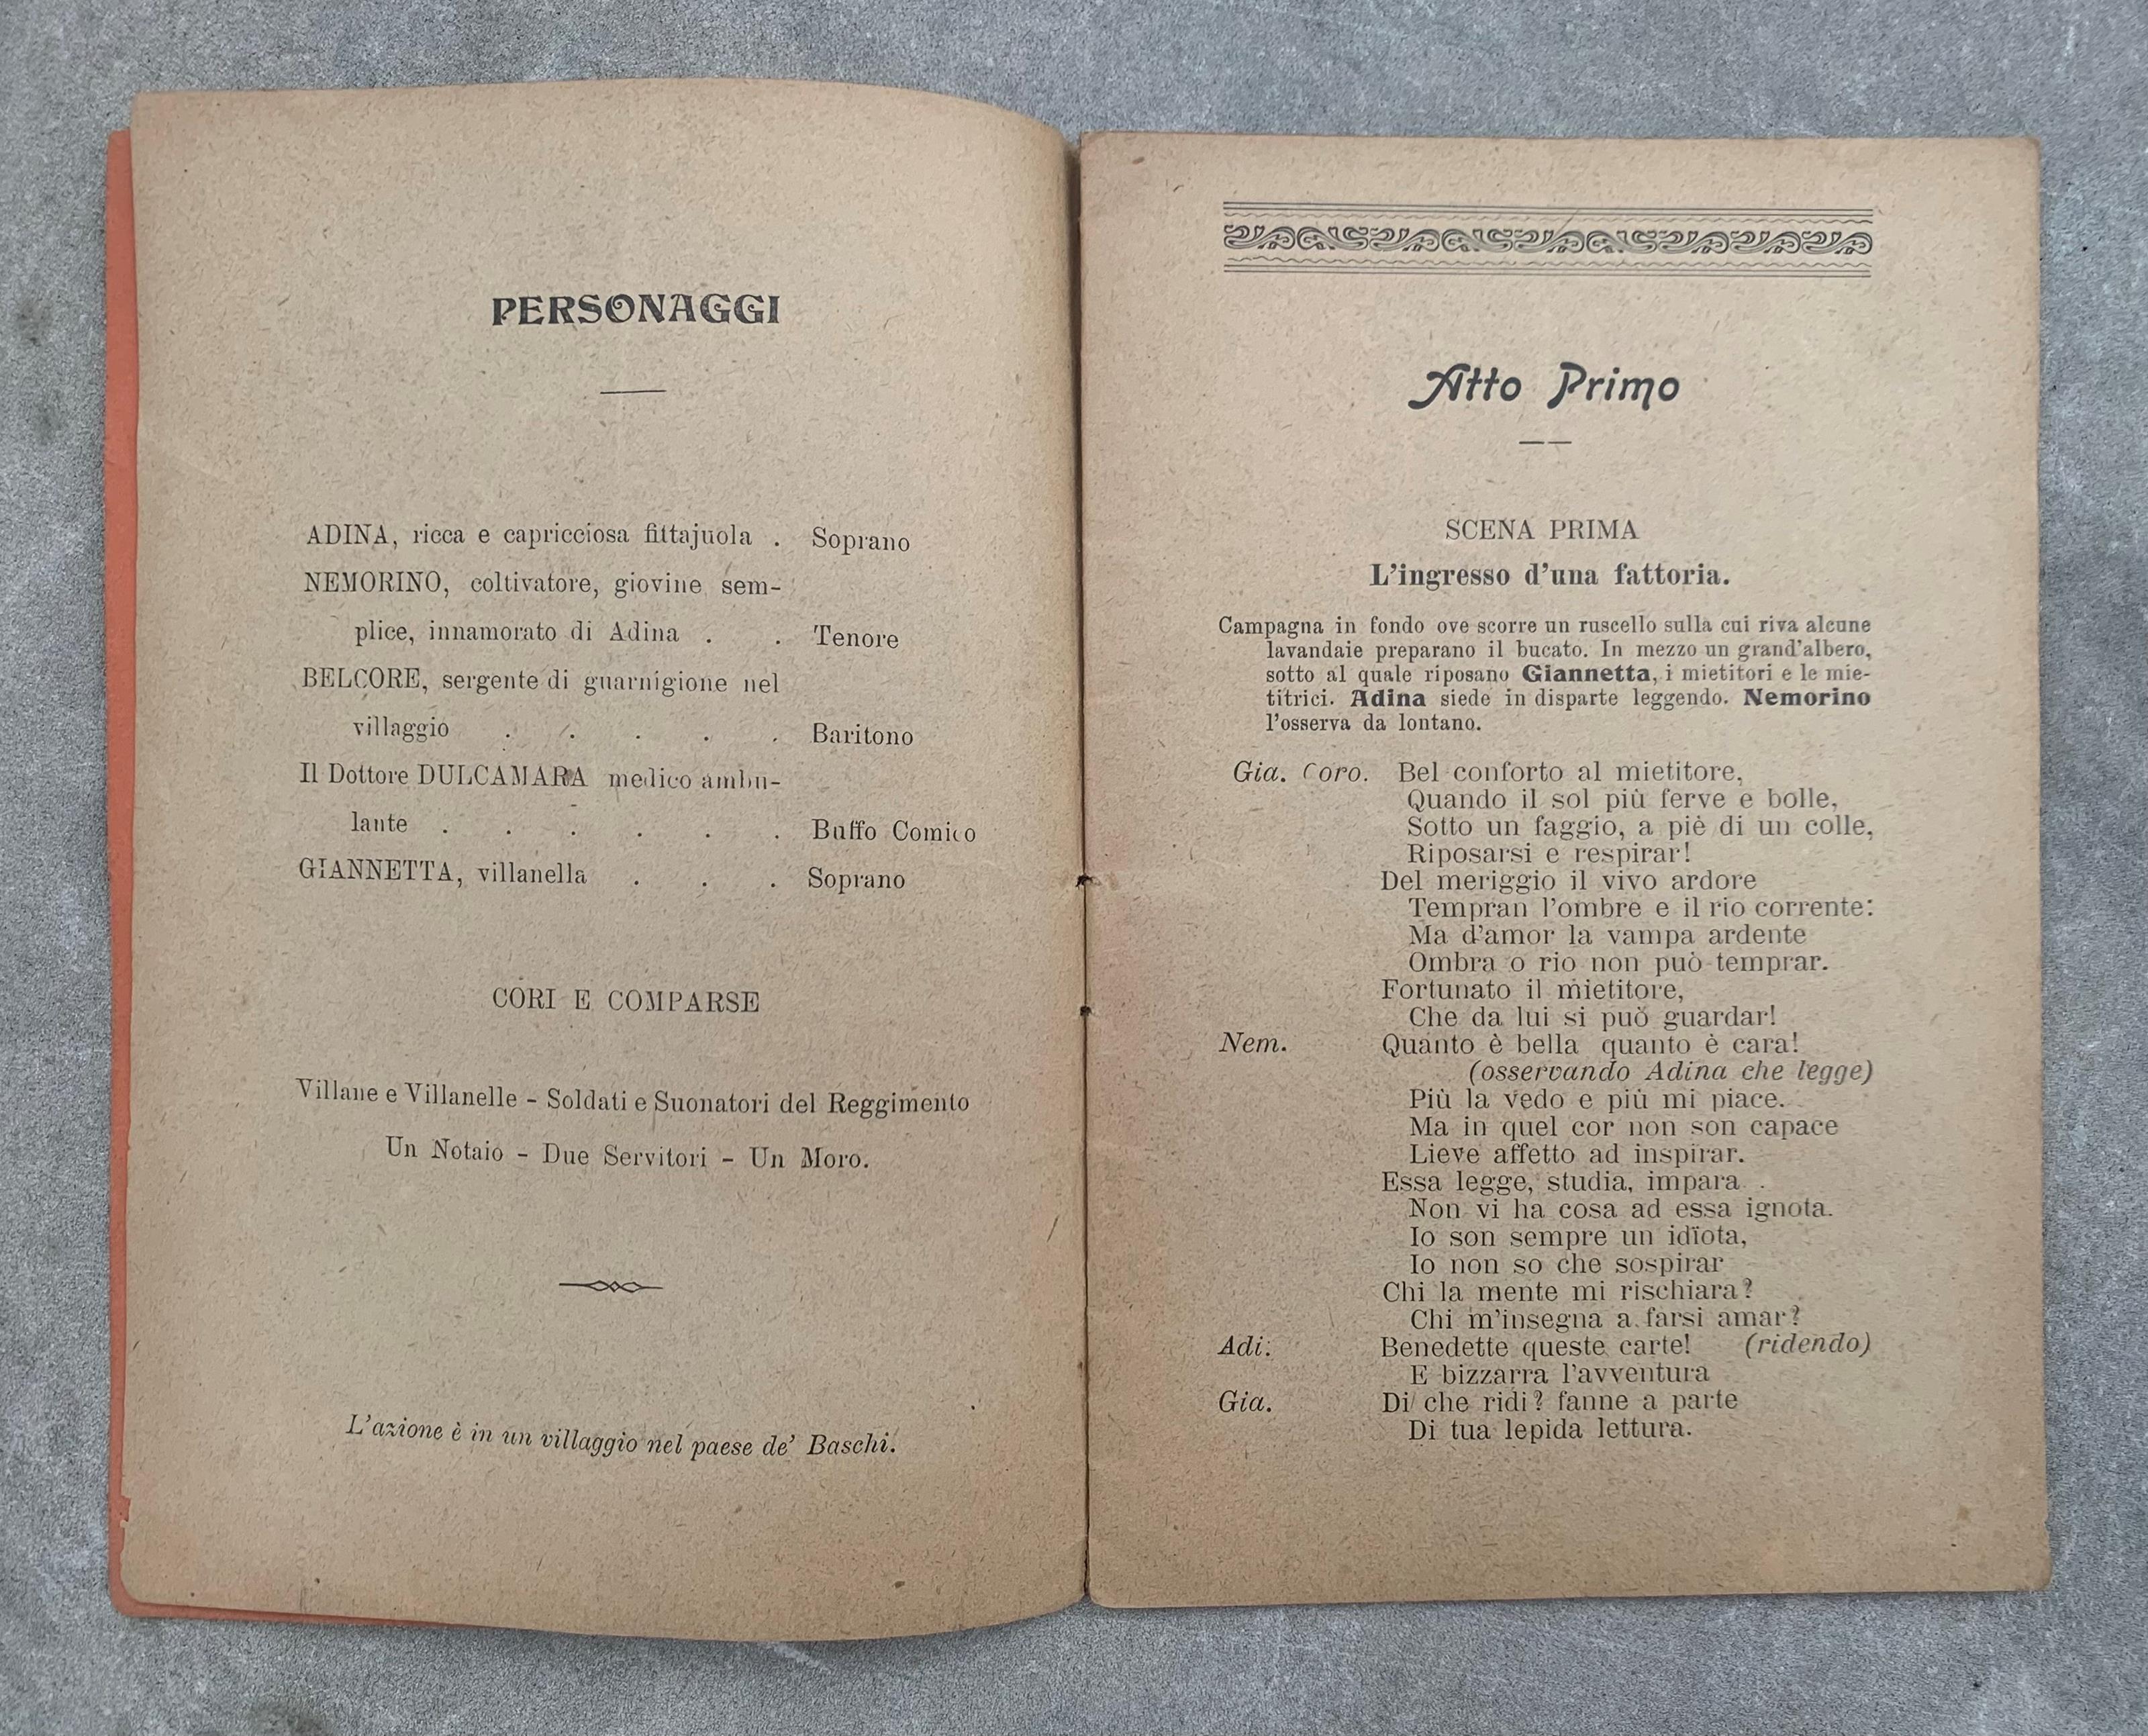 PERSONAGGI
ADINA, ricca e capricciosa fittajuola . Soprano
NEMORINO, coltivatore, giovine sem-
plice, innamorato di Adina . . Tenore
BELCORE, sergente di guarnigione nel
villaggio . . . . . Baritono
Il Dottore DULCAMARA medico ambu-
lante . . . . . . Buffo Comico
GIANNETTA, villanella . . . Soprano
CORI E COMPARSE
Villane e Villanelle - Soldati e Suonatori del Reggimento
Un Notaio - Due Servitori - Un Moro.
L'azione è in un villaggio nel paese de' Baschi.
Atto Primo
SCENA PRIMA
L'ingresso d'una fattoria.
Campagna in fondo ove scorre un ruscello sulla cui riva alcune
lavandaie preparano il bucato. In mezzo un grand'albero,
sotto al quale riposano Giannetta, i mietitori e le mie-
titrici. Adina siede in disparte leggendo. Nemorino
l'osserva da lontano.
Gia. Coro. Bel conforto al mietitore,
Quando il sol più ferve e bolle,
Sotto un faggio, a piè di un colle,
Riposarsi e respirar!
Del meriggio il vivo ardore
Tempran l'ombre e il rio corrente:
Ma d'amor la vampa ardente
Ombra o rio non può temprar.
Fortunato il mietitore,
Che da lui si può guardar!
Nem. Quanto è bella quanto è cara!
(osservando Adina che legge)
Più la vedo e più mi piace.
Ma in quel cor non son capace
Lieve affetto ad inspirar.
Essa legge, studia, impara .
Non vi ha cosa ad essa ignota.
Io son sempre un idïota,
Io non so che sospirar
Chi la mente mi rischiara?
Chi m'insegna a farsi amar?
Adi. Benedette queste carte! (ridendo)
E bizzarra l'avventura
Gia. Di che ridi? fanne a parte
Di tua lepida lettura.